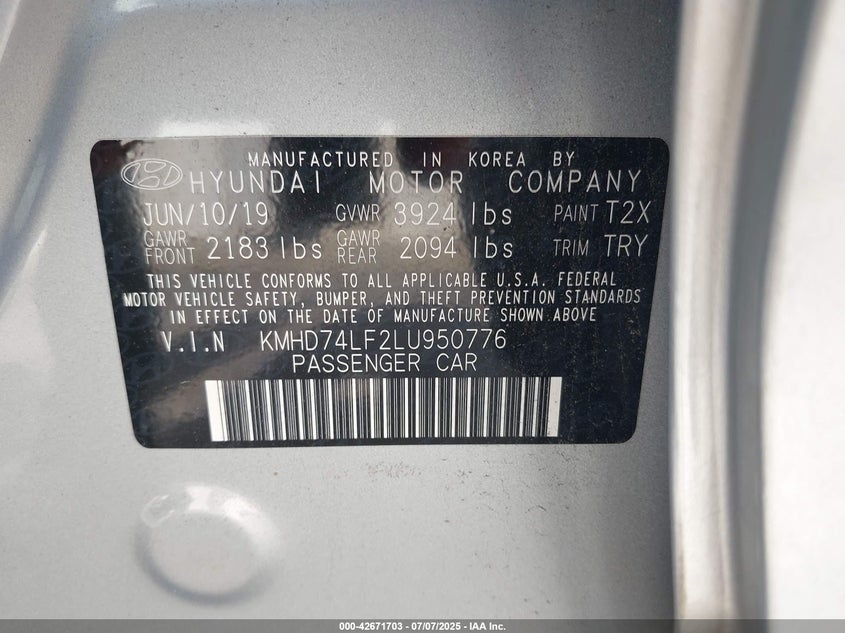 MANUFACTURED IN KOREA BY
HYUNDAI MOTOR COMPANY
JUN/10/19 GVWR 3924 lbs PAINT T2X
GAWR FRONT 2183 lbs GAWR REAR 2094 lbs TRIM TRY
THIS VEHICLE CONFORMS TO ALL APPLICABLE U.S.A. FEDERAL
MOTOR VEHICLE SAFETY, BUMPER, AND THEFT PREVENTION STANDARDS
IN EFFECT ON THE DATE OF MANUFACTURE SHOWN ABOVE
V.I.N KMHD74LF2LU950776
PASSENGER CAR
000-42671703 - 07/07/2025 - IAA Inc.